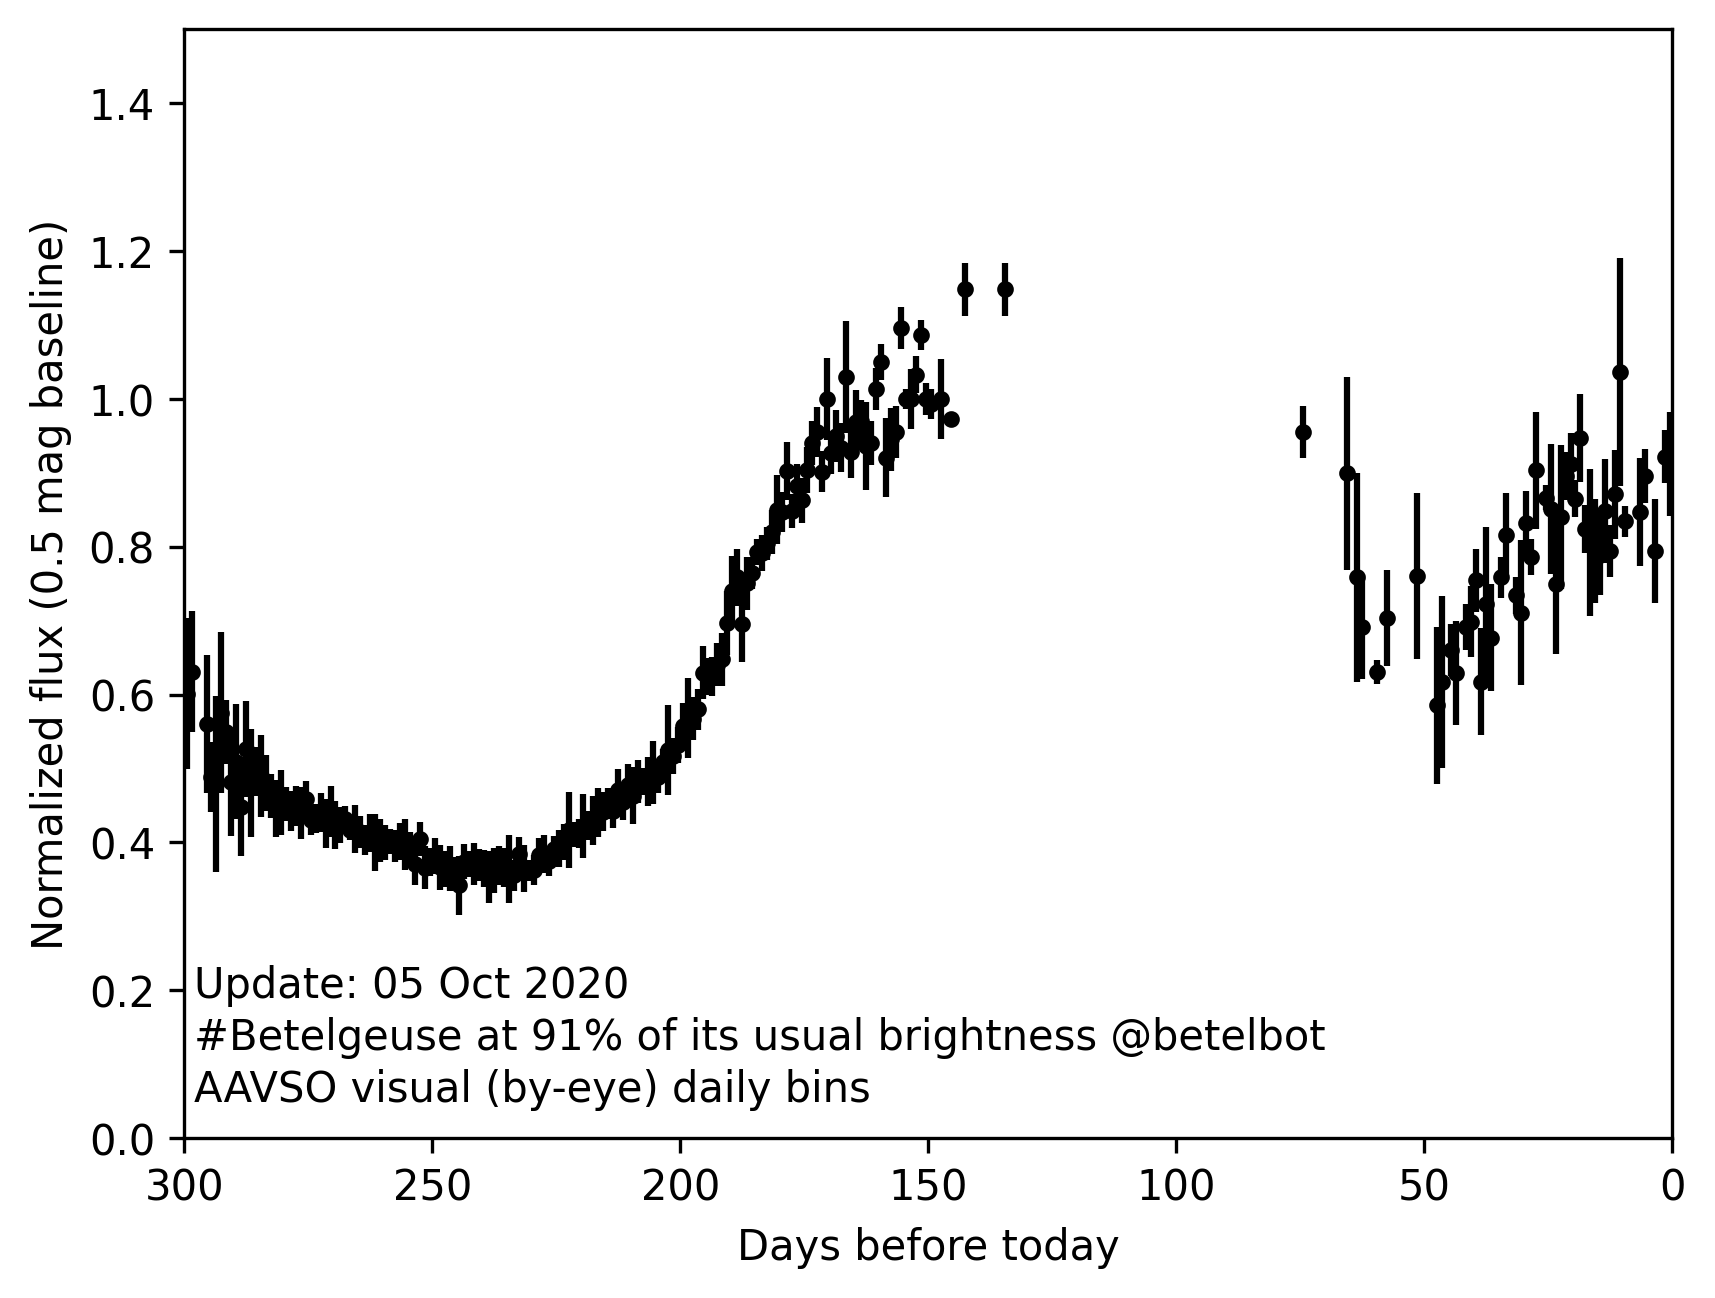 1.4
1.2
1.0
0.8
0.6
0.4
0.2
0.0
Normalized flux (0.5 mag baseline)
Update: 05 Oct 2020
#Betelgeuse at 91% of its usual brightness @betelbot
AAVSO visual (by-eye) daily bins
300 250 200 150 100 50 0
Days before today